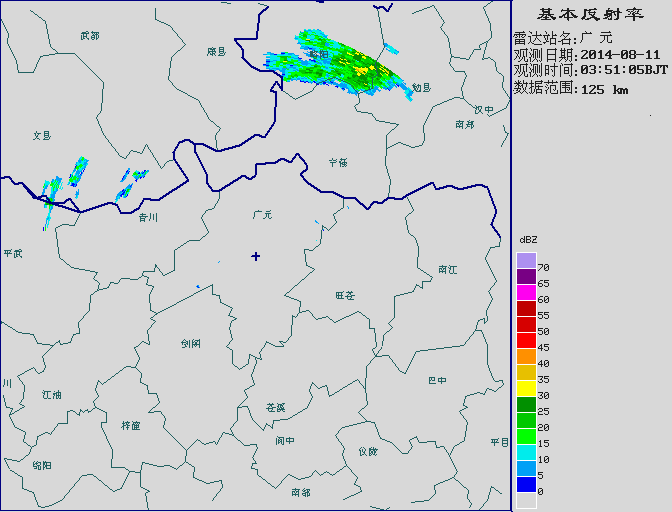 基本反射率
雷达站名:广 元
观测日期:2014-08-11
观测时间:03:51:05BJT
数据范围:125 km
武都
康县
略阳
勉县
汉中
南郑
文县
宁强
青川
广元
平武
南江
旺苍
剑阁
川
江油
巴中
苍溪
梓潼
阆中
仪陇
平昌
绵阳
南部
dBZ
70
65
60
55
50
45
40
35
30
25
20
15
10
5
0